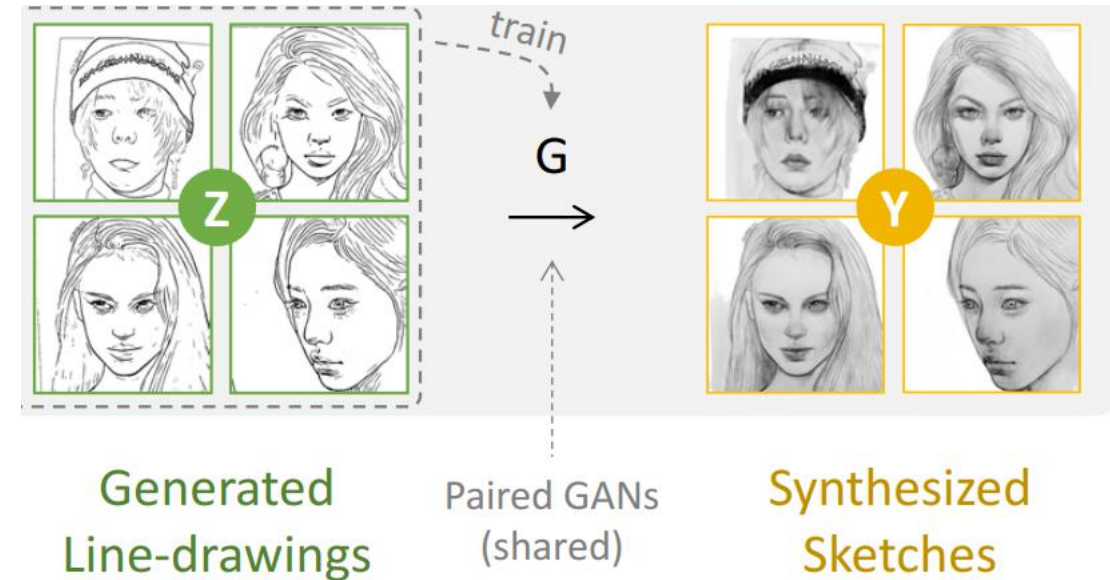 train
G
Z
Y
Generated
Line-drawings
Paired GANs
(shared)
Synthesized
Sketches